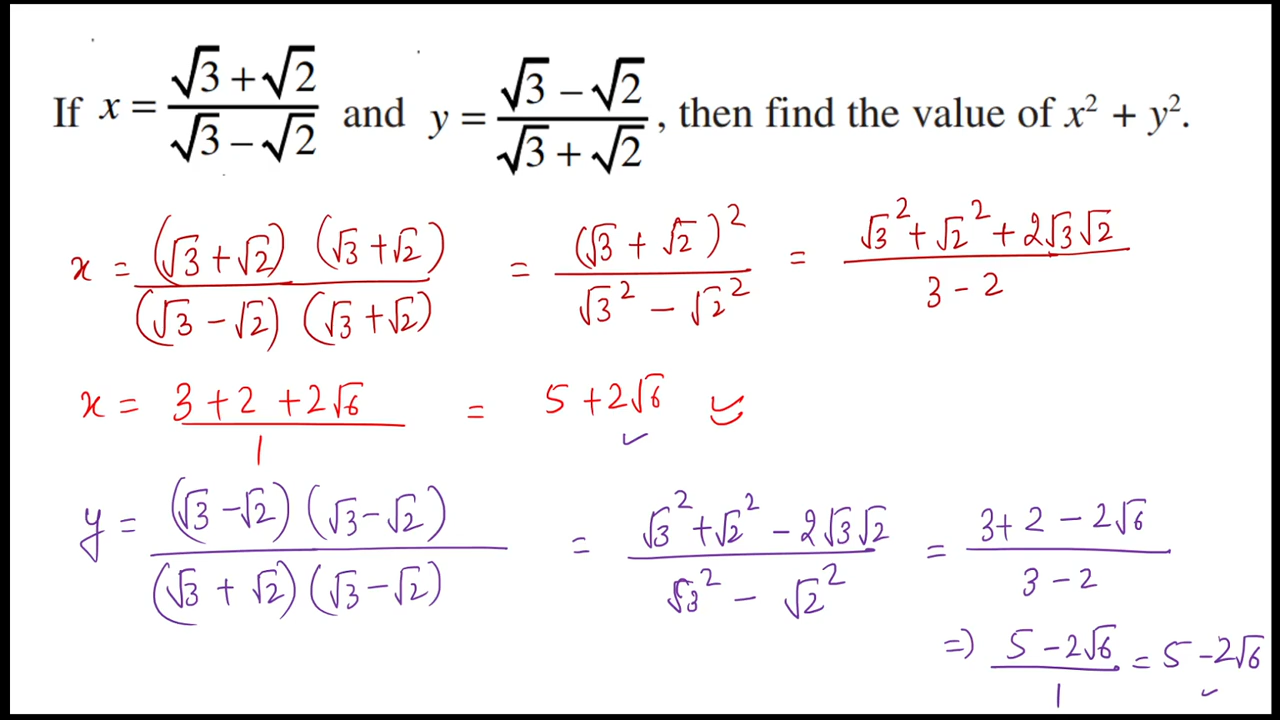 If x = (√3 + √2)/(√3 − √2) and y = (√3 − √2)/(√3 + √2), then find the value of x² + y².
x = (√3 + √2)(√3 + √2)/(√3 − √2)(√3 + √2) = (√3 + √2)²/(√3² − √2²) = (√3² + √2² + 2√3√2)/(3 − 2)
x = (3 + 2 + 2√6)/1 = 5 + 2√6
y = (√3 − √2)(√3 − √2)/(√3 + √2)(√3 − √2) = (√3² + √2² − 2√3√2)/(√3² − √2²) = (3 + 2 − 2√6)/(3 − 2)
=) (5 − 2√6)/1 = 5 − 2√6